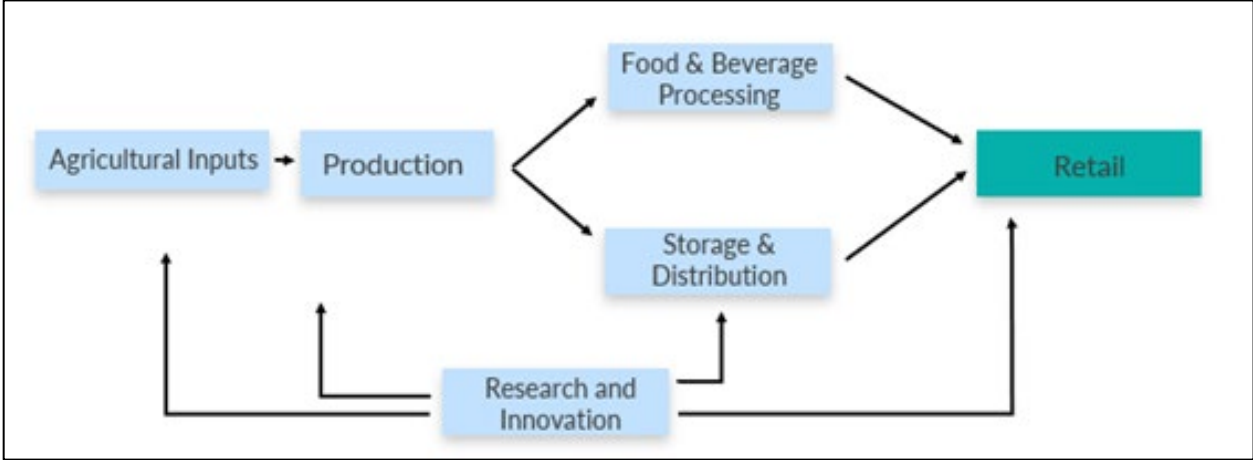 Food & Beverage
Processing
Agricultural Inputs
Production
Retail
Storage &
Distribution
Research and
Innovation